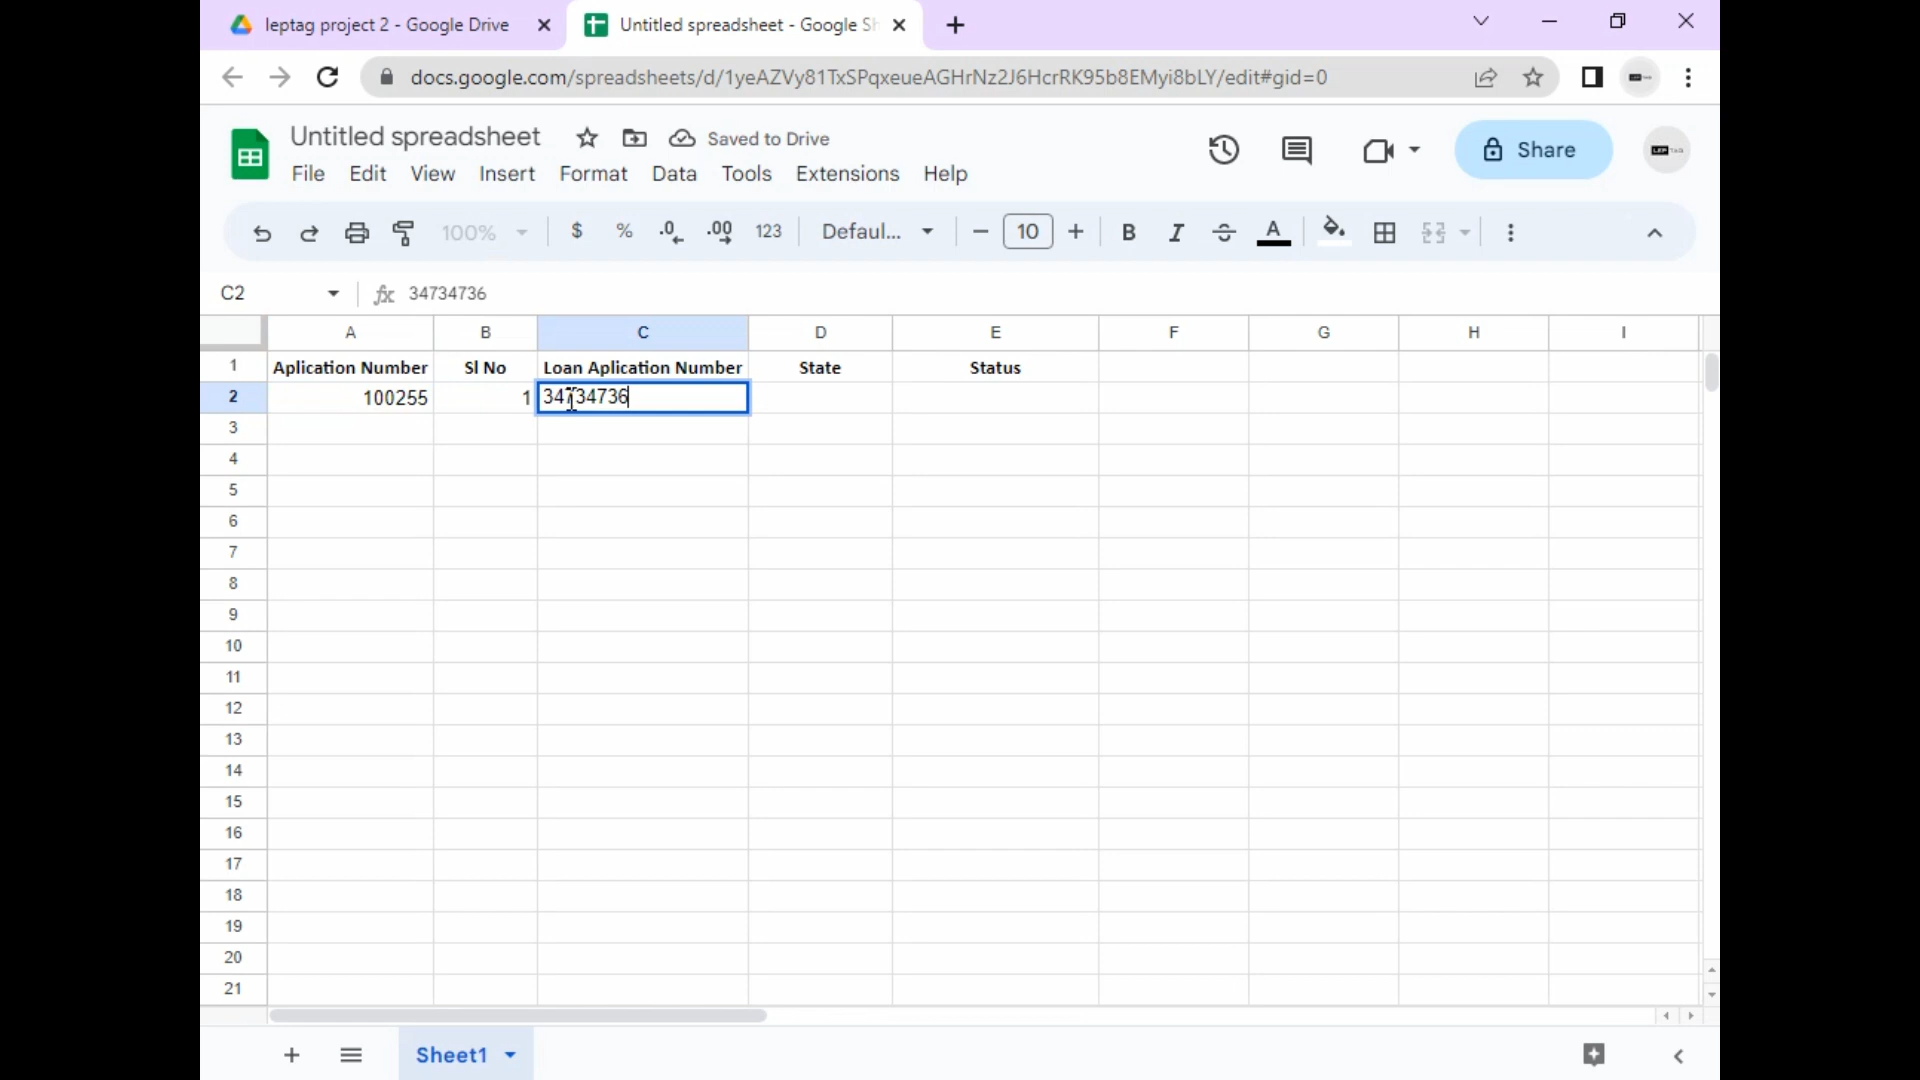 leptag project 2 - Google Drive
Untitled spreadsheet - Google Sh
docs.google.com/spreadsheets/d/1yeAZVy81TxSPqxeueAGHrNz2J6HcrRK95b8EMyi8bLY/edit#gid=0
Untitled spreadsheet Saved to Drive
Share
File Edit View Insert Format Data Tools Extensions Help
100% $ % .0 .00 123 Defaul... 10 B I A
C2 fx 34734736
A B C D E F G H I
1 Aplication Number Sl No Loan Aplication Number State Status
2 100255 1 34734736
3
4
5
6
7
8
9
10
11
12
13
14
15
16
17
18
19
20
21
Sheet1